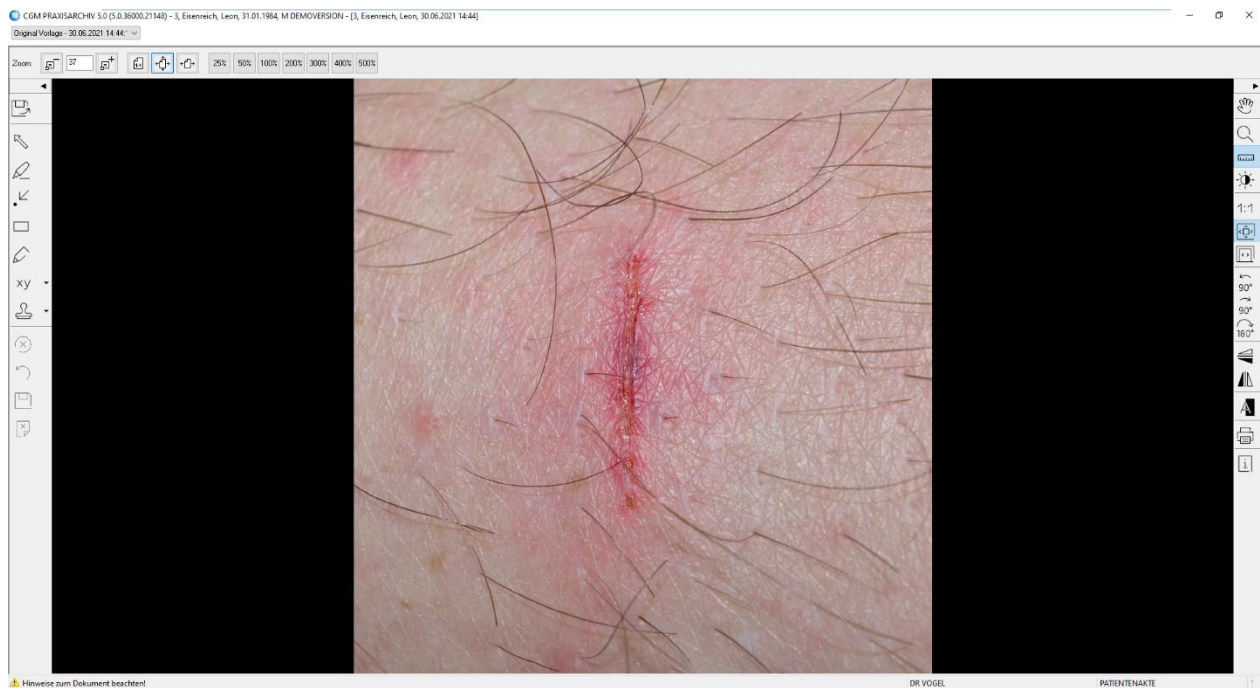 CGM PRAXISARCHIV 5.0 (5.0.36000.21148) - 3, Eisenreich, Leon, 31.01.1984, M DEMOVERSION - [3, Eisenreich, Leon, 30.06.2021 14:44]
Original Vorlage - 30.06.2021 14:44:'
Zoom: 37 25% 50% 100% 200% 300% 400% 500%
1:1
xy
90°
90°
180°
A
Hinweise zum Dokument beachten! DR VOGEL PATIENTENAKTE